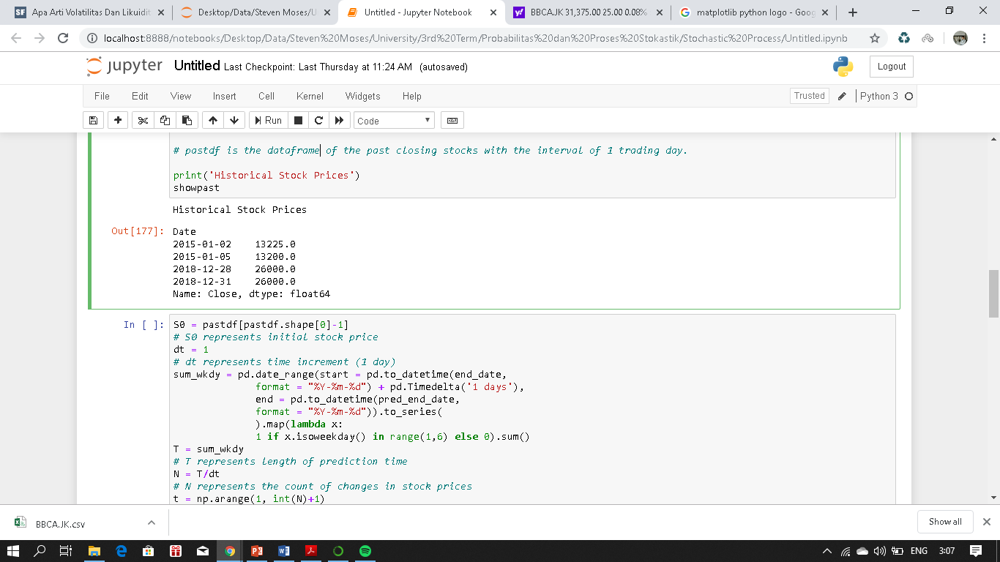 Apa Arti Volatilitas Dan Likuidit
Desktop/Data/Steven Moses/U
Untitled - Jupyter Notebook
BBCA.JK 31,375.00 25.00 0.08%
matplotlib python logo - Goog
localhost:8888/notebooks/Desktop/Data/Steven%20Moses/University/3rd%20Term/Probabilitas%20dan%20Proses%20Stokastik/Stochastic%20Process/Untitled.ipynb
jupyter Untitled Last Checkpoint: Last Thursday at 11:24 AM (autosaved)
Logout
File Edit View Insert Cell Kernel Widgets Help
Trusted
Python 3
Run
Code
# pastdf is the dataframe of the past closing stocks with the interval of 1 trading day.
print('Historical Stock Prices')
showpast
Historical Stock Prices
Out[177]: Date
2015-01-02    13225.0
2015-01-05    13200.0
2018-12-28    26000.0
2018-12-31    26000.0
Name: Close, dtype: float64
In [ ]: S0 = pastdf[pastdf.shape[0]-1]
# S0 represents initial stock price
dt = 1
# dt represents time increment (1 day)
sum_wkdy = pd.date_range(start = pd.to_datetime(end_date,
format = "%Y-%m-%d") + pd.Timedelta('1 days'),
end = pd.to_datetime(pred_end_date,
format = "%Y-%m-%d")).to_series(
).map(lambda x:
1 if x.isoweekday() in range(1,6) else 0).sum()
T = sum_wkdy
# T represents length of prediction time
N = T/dt
# N represents the count of changes in stock prices
t = np.arange(1, int(N)+1)
BBCA.JK.csv
Show all
ENG
3:07